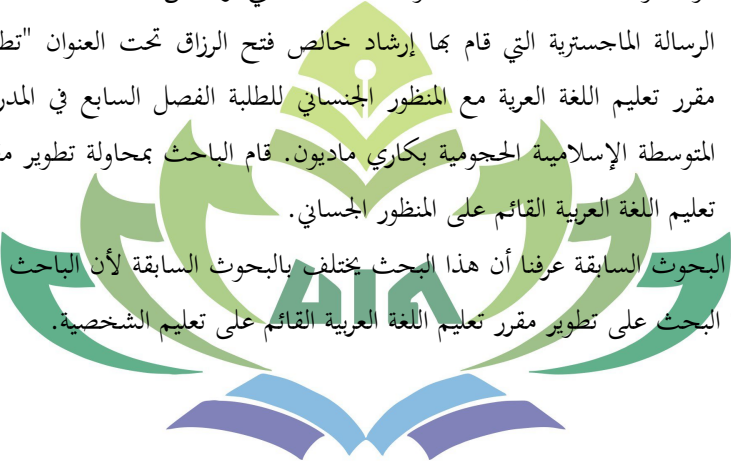 الرسالة الماجسترية التي قام بها إرشاد خالص فتح الرزاق تحت العنوان "تط
مقرر تعليم اللغة العربة مع المنظور الجنساني للطلبة الفصل السابع في المدر
المتوسطة الإسلامية الحجومية بكاري ماديون. قام الباحث بمحاولة تطوير م
تعليم اللغة العربية القائم على المنظور الجساني.
البحوث السابقة عرفنا أن هذا البحث يختلف بالبحوث السابقة لأن الباحث
البحث على تطوير مقرر تعليم اللغة العربية القائم على تعليم الشخصية.